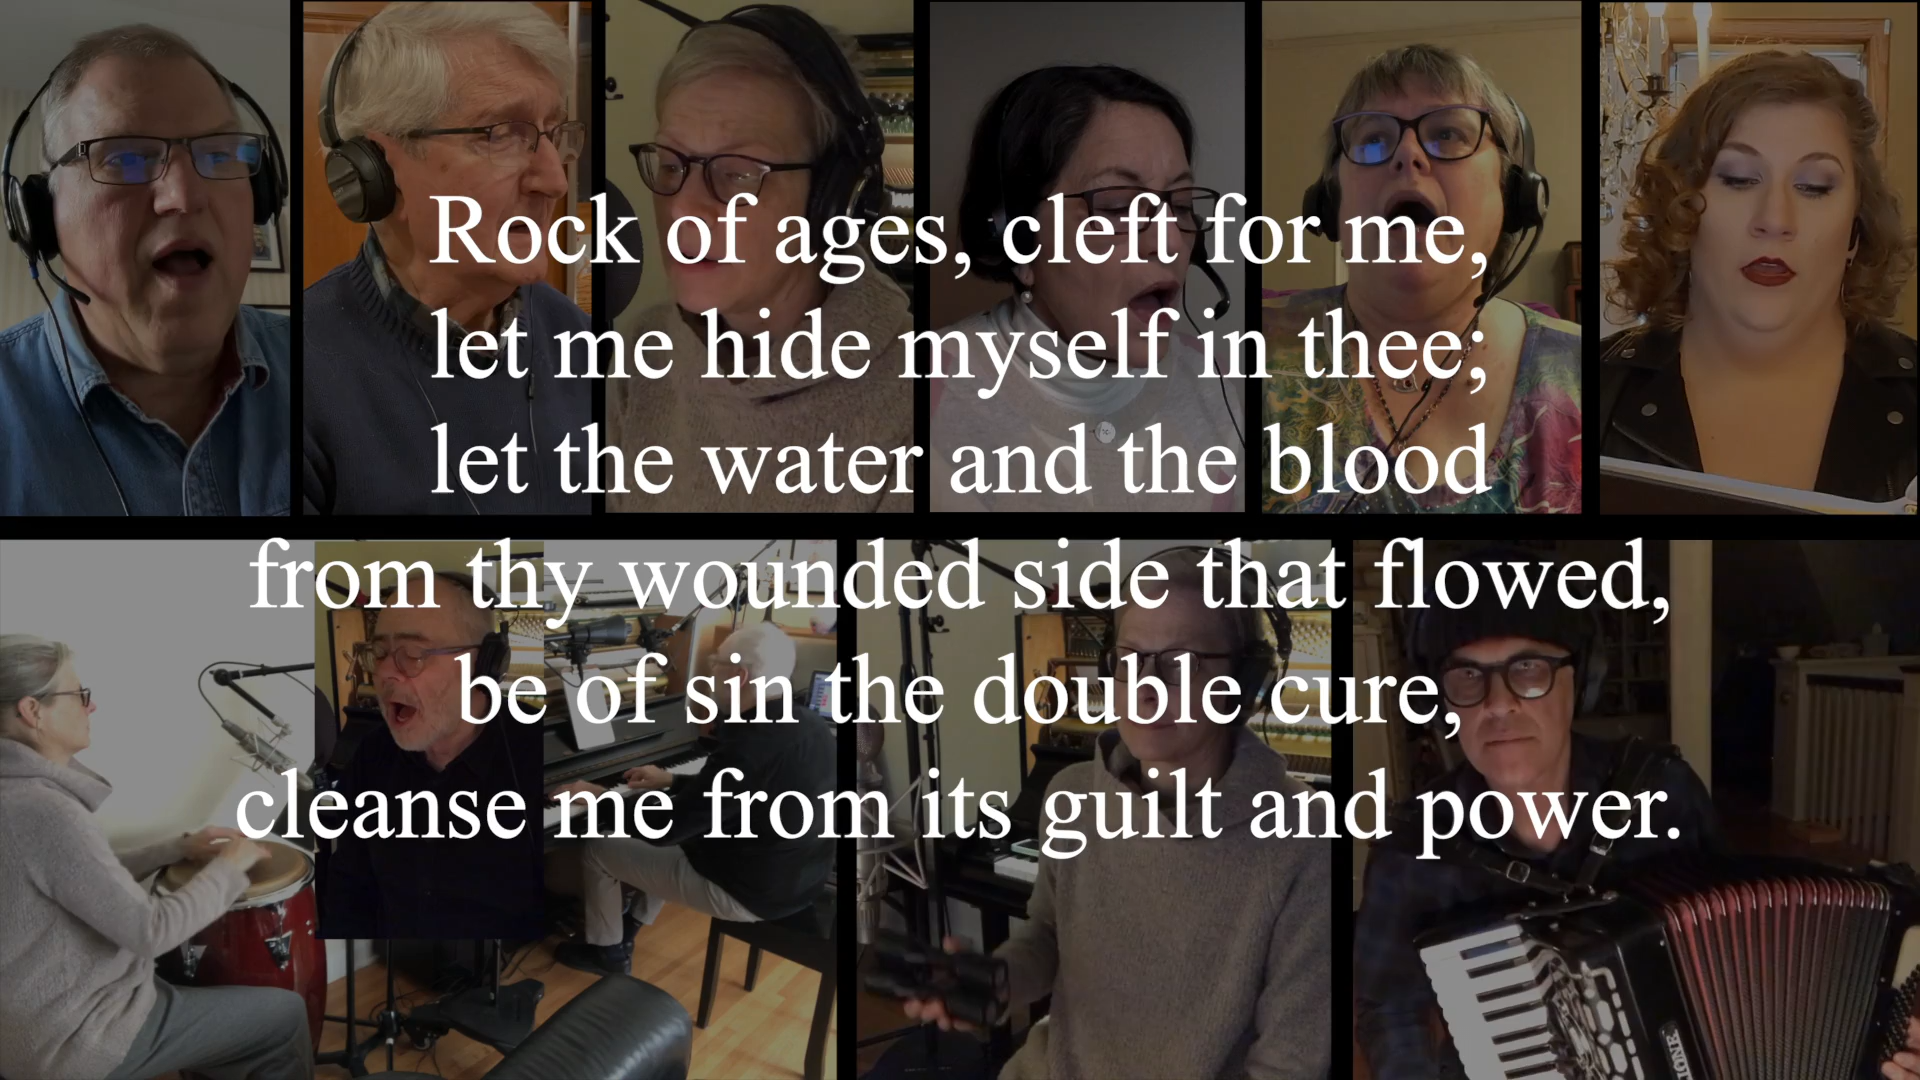 Rock of ages, cleft for me,
let me hide myself in thee;
let the water and the blood
from thy wounded side that flowed,
be of sin the double cure,
cleanse me from its guilt and power.